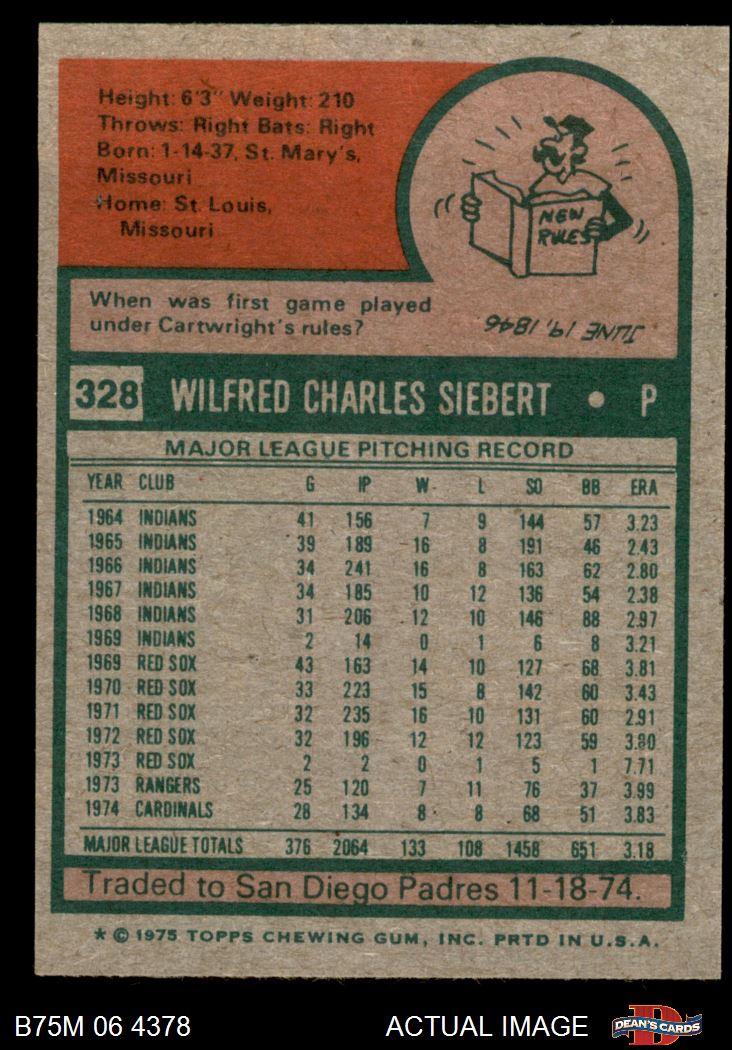 Height: 6'3" Weight: 210
Throws: Right Bats: Right
Born: 1-14-37, St. Mary's,
Missouri
Home: St. Louis,
Missouri
NEW
RULES
When was first game played
under Cartwright's rules?
JUNE 19, 1846
328 WILFRED CHARLES SIEBERT • P
MAJOR LEAGUE PITCHING RECORD
YEAR CLUB G IP W L SO BB ERA
1964 INDIANS 41 156 7 9 144 57 3.23
1965 INDIANS 39 189 16 8 191 46 2.43
1966 INDIANS 34 241 16 8 163 62 2.80
1967 INDIANS 34 185 10 12 136 54 2.38
1968 INDIANS 31 206 12 10 146 88 2.97
1969 INDIANS 2 14 0 1 6 8 3.21
1969 RED SOX 43 163 14 10 127 68 3.81
1970 RED SOX 33 223 15 8 142 60 3.43
1971 RED SOX 32 235 16 10 131 60 2.91
1972 RED SOX 32 196 12 12 123 59 3.80
1973 RED SOX 2 2 0 1 5 1 7.71
1973 RANGERS 25 120 7 11 76 37 3.99
1974 CARDINALS 28 134 8 8 68 51 3.83
MAJOR LEAGUE TOTALS 376 2064 133 108 1458 651 3.18
Traded to San Diego Padres 11-18-74.
* © 1975 TOPPS CHEWING GUM, INC. PRTD IN U.S.A.
B75M 06 4378 ACTUAL IMAGE DEAN'S CARDS